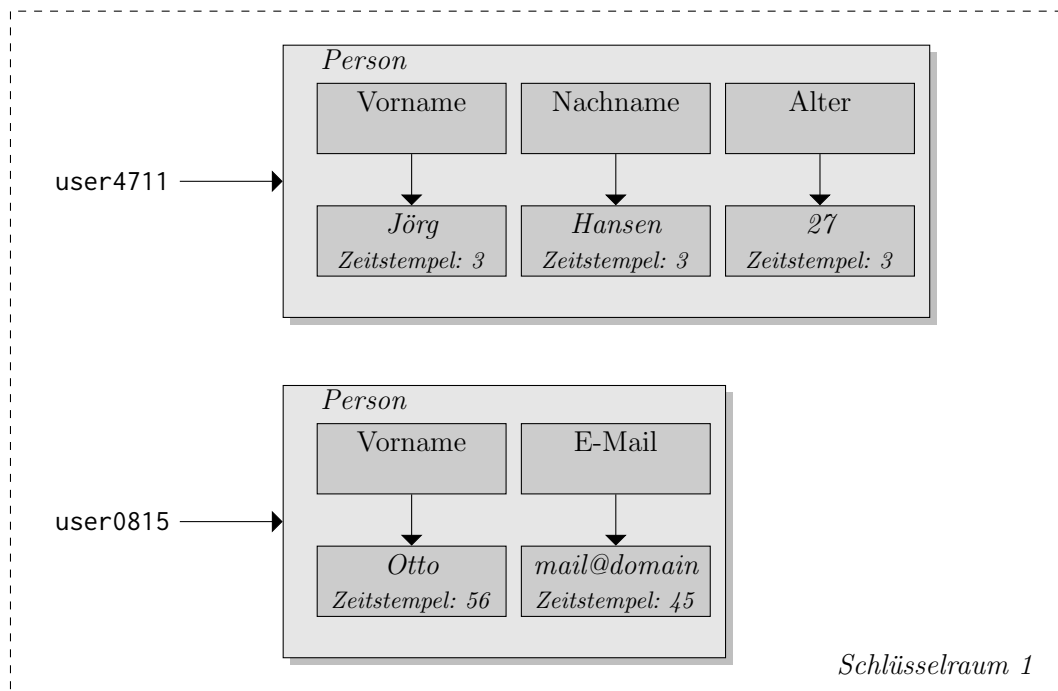 Person
Vorname Nachname Alter
user4711
Jörg Hansen 27
Zeitstempel: 3 Zeitstempel: 3 Zeitstempel: 3
Person
Vorname E-Mail
user0815
Otto mail@domain
Zeitstempel: 56 Zeitstempel: 45
Schlüsselraum 1